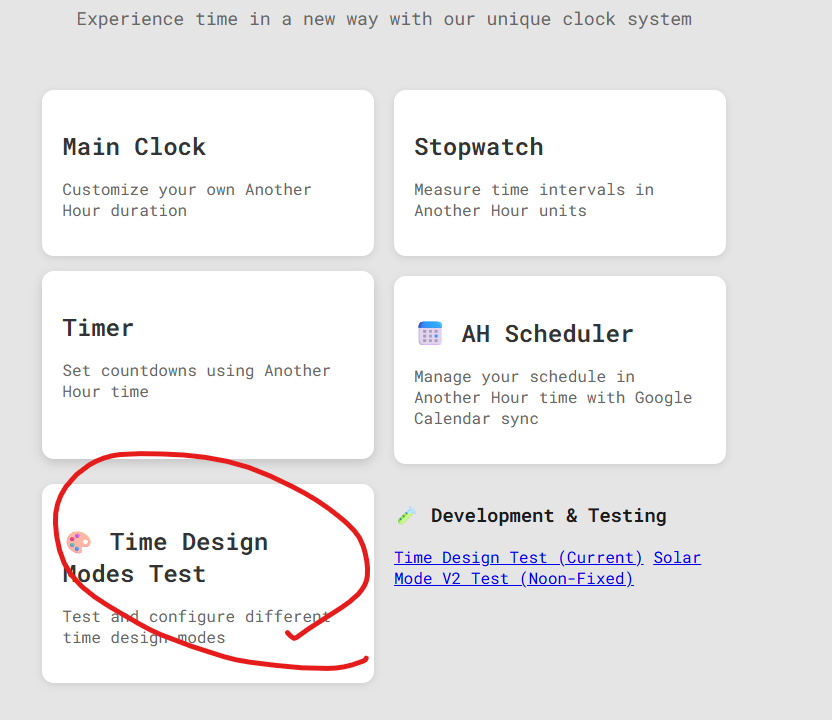 Experience time in a new way with our unique clock system
Main Clock
Customize your own Another
Hour duration
Stopwatch
Measure time intervals in
Another Hour units
Timer
Set countdowns using Another
Hour time
AH Scheduler
Manage your schedule in
Another Hour time with Google
Calendar sync
Time Design
Modes Test
Test and configure different
time design modes
Development & Testing
Time Design Test (Current) Solar
Mode V2 Test (Noon-Fixed)